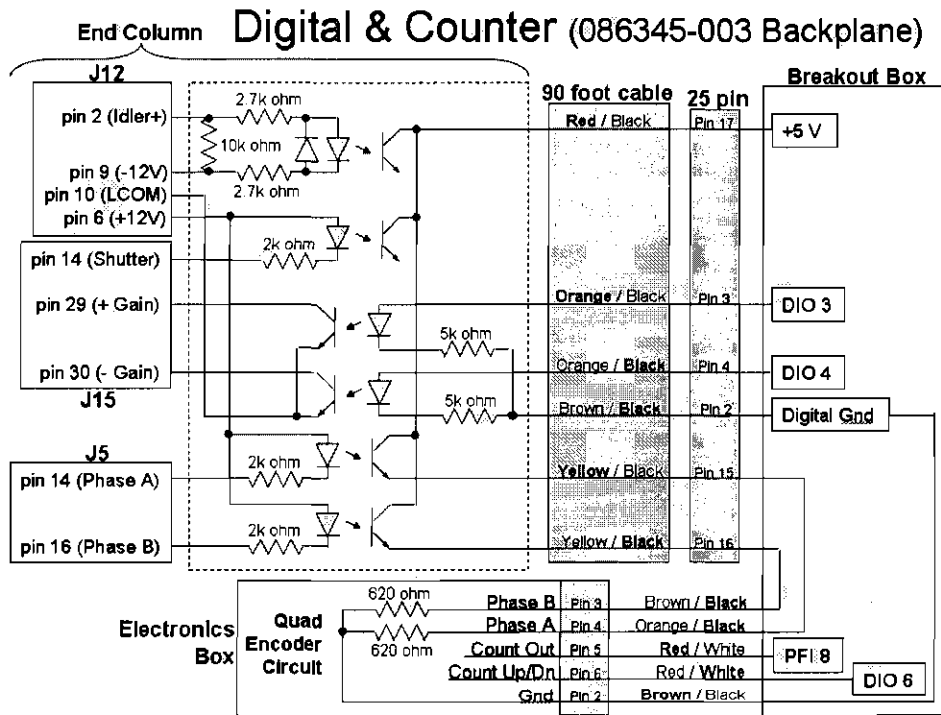 Digital & Counter (086345-003 Backplane)
End Column
J12
pin 2 (Idler+)
pin 9 (-12V)
pin 10 (LCOM)
pin 6 (+12V)
2.7k ohm
10k ohm
2.7k ohm
2k ohm
pin 14 (Shutter)
pin 29 (+ Gain)
pin 30 (- Gain)
J15
5k ohm
5k ohm
J5
pin 14 (Phase A)
pin 16 (Phase B)
2k ohm
2k ohm
90 foot cable
25 pin
Breakout Box
Red / Black
Pin 17
+5 V
Orange / Black
Pin 3
DIO 3
Orange / Black
Pin 4
DIO 4
Brown / Black
Pin 2
Digital Gnd
Yellow / Black
Pin 15
Yellow / Black
Pin 16
Electronics
Box
Quad
Encoder
Circuit
620 ohm
620 ohm
Phase B
Pin 3
Brown / Black
Phase A
Pin 4
Orange / Black
Count Out
Pin 5
Red / White
PFI 8
Count Up/Dn
Pin 6
Red / White
DIO 6
Gnd
Pin 2
Brown / Black